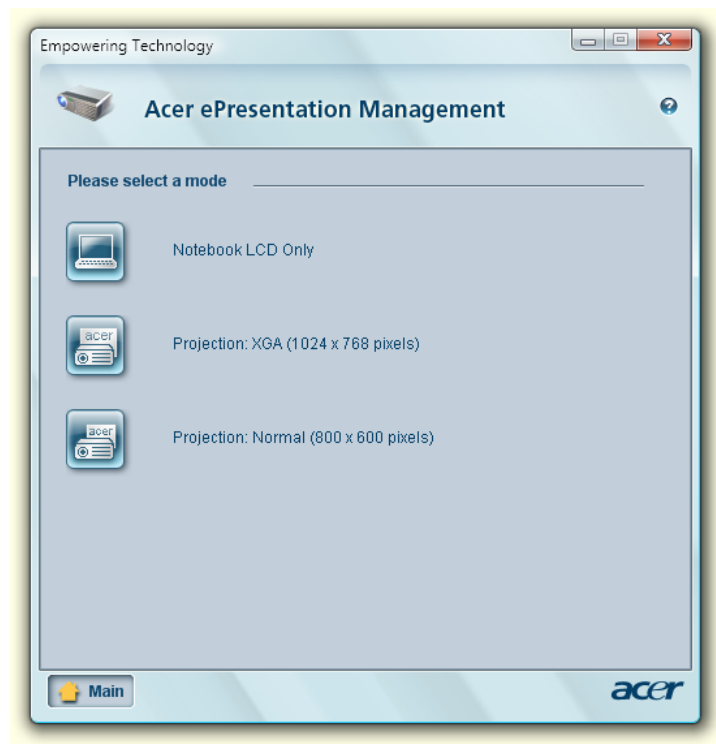 Empowering Technology
Acer ePresentation Management
?
Please select a mode
Notebook LCD Only
acer
Projection: XGA (1024 x 768 pixels)
acer
Projection: Normal (800 x 600 pixels)
Main
acer